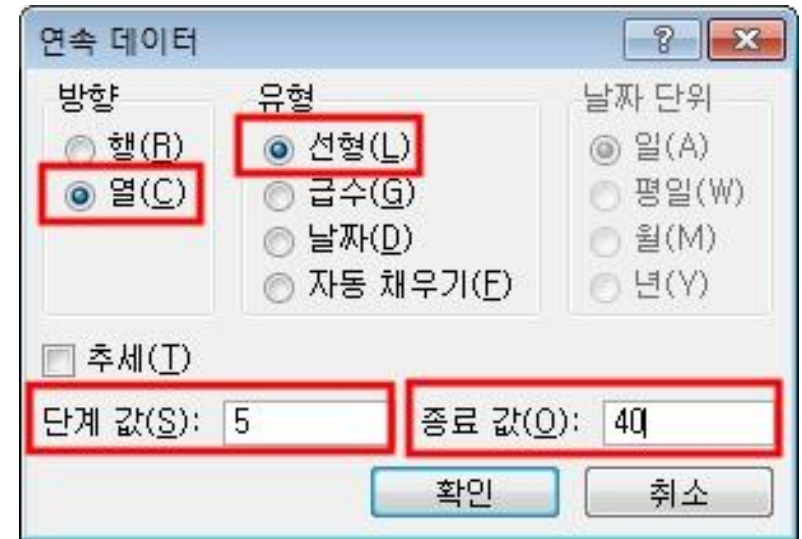 연속 데이터
방향 유형 날짜 단위
행(R) 선형(L) 일(A)
열(C) 급수(G) 평일(W)
날짜(D) 월(M)
자동 채우기(F) 년(Y)
추세(T)
단계 값(S): 5 종료 값(O): 40
확인 취소